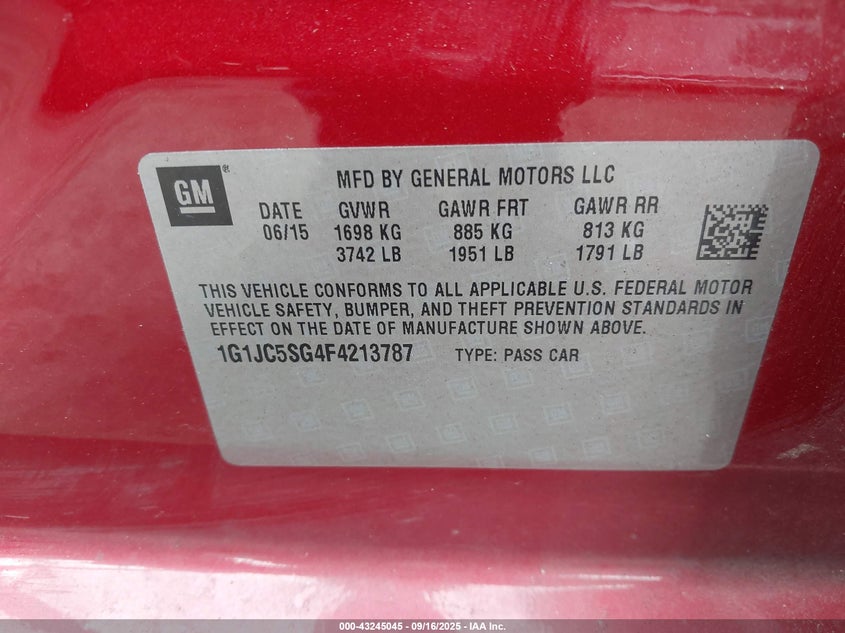 GM®
MFD BY GENERAL MOTORS LLC
DATE GVWR GAWR FRT GAWR RR
06/15 1698 KG 885 KG 813 KG
3742 LB 1951 LB 1791 LB
THIS VEHICLE CONFORMS TO ALL APPLICABLE U.S. FEDERAL MOTOR
VEHICLE SAFETY, BUMPER, AND THEFT PREVENTION STANDARDS IN
EFFECT ON THE DATE OF MANUFACTURE SHOWN ABOVE.
1G1JC5SG4F4213787 TYPE: PASS CAR
000-43245045 - 09/16/2025 - IAA Inc.